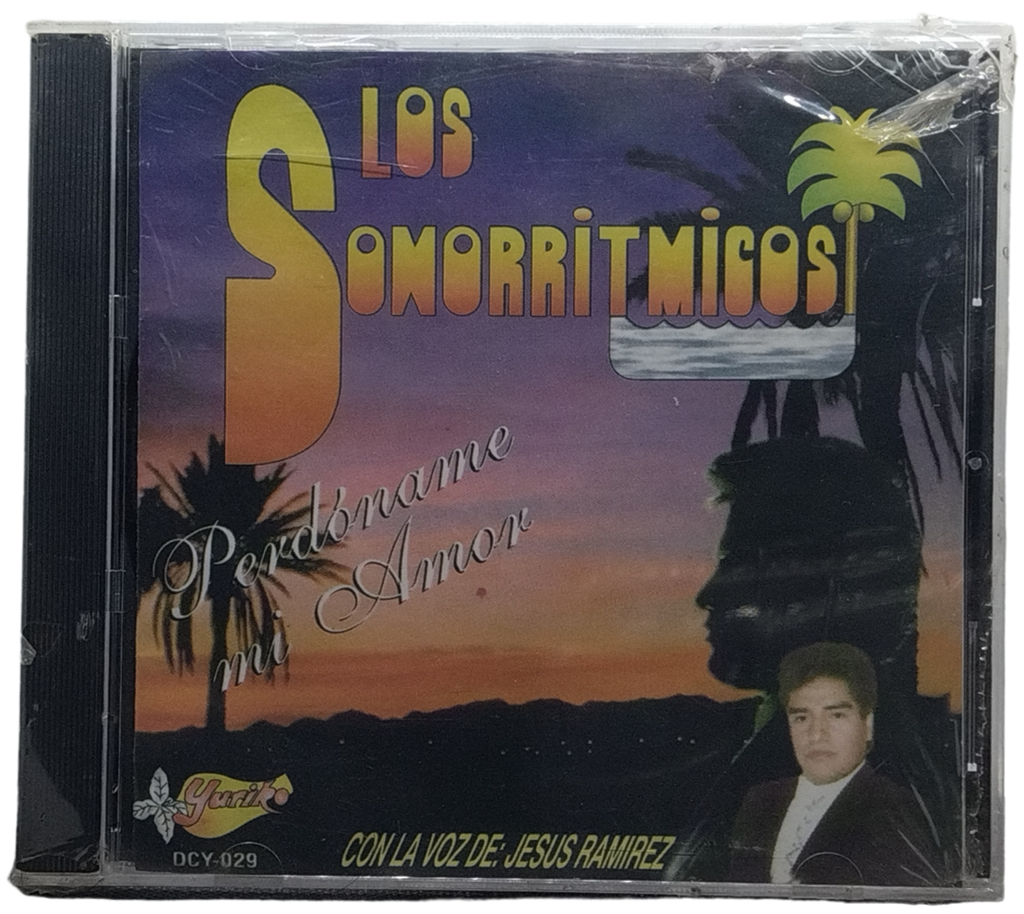 LOS
SONORRITMICOS
Perdóname
mi Amor
Yuriko
DCY-029
CON LA VOZ DE: JESUS RAMIREZ